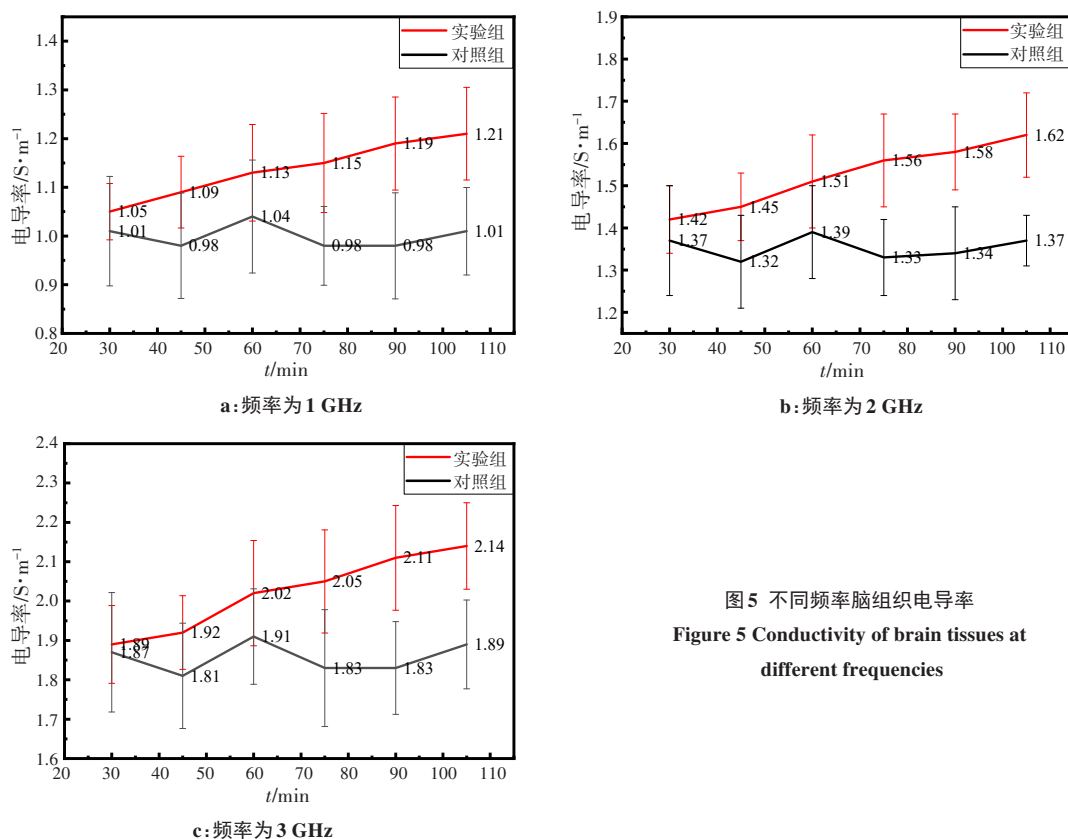 1.4
1.3
1.2
1.1
1.0
0.9
0.8
电导率/S·m⁻¹
实验组
对照组
1.05
1.09
1.13
1.15
1.19
1.21
1.01
0.98
1.04
0.98
0.98
1.01
20 30 40 50 60 70 80 90 100 110
t/min
a:频率为1 GHz
1.9
1.8
1.7
1.6
1.5
1.4
1.3
1.2
电导率/S·m⁻¹
实验组
对照组
1.42
1.45
1.51
1.56
1.58
1.62
1.37
1.32
1.39
1.33
1.34
1.37
20 30 40 50 60 70 80 90 100 110
t/min
b:频率为2 GHz
2.4
2.3
2.2
2.1
2.0
1.9
1.8
1.7
1.6
电导率/S·m⁻¹
实验组
对照组
1.89
1.92
2.02
2.05
2.11
2.14
1.87
1.81
1.91
1.83
1.83
1.89
20 30 40 50 60 70 80 90 100 110
t/min
c:频率为3 GHz
图5 不同频率脑组织电导率
Figure 5 Conductivity of brain tissues at
different frequencies